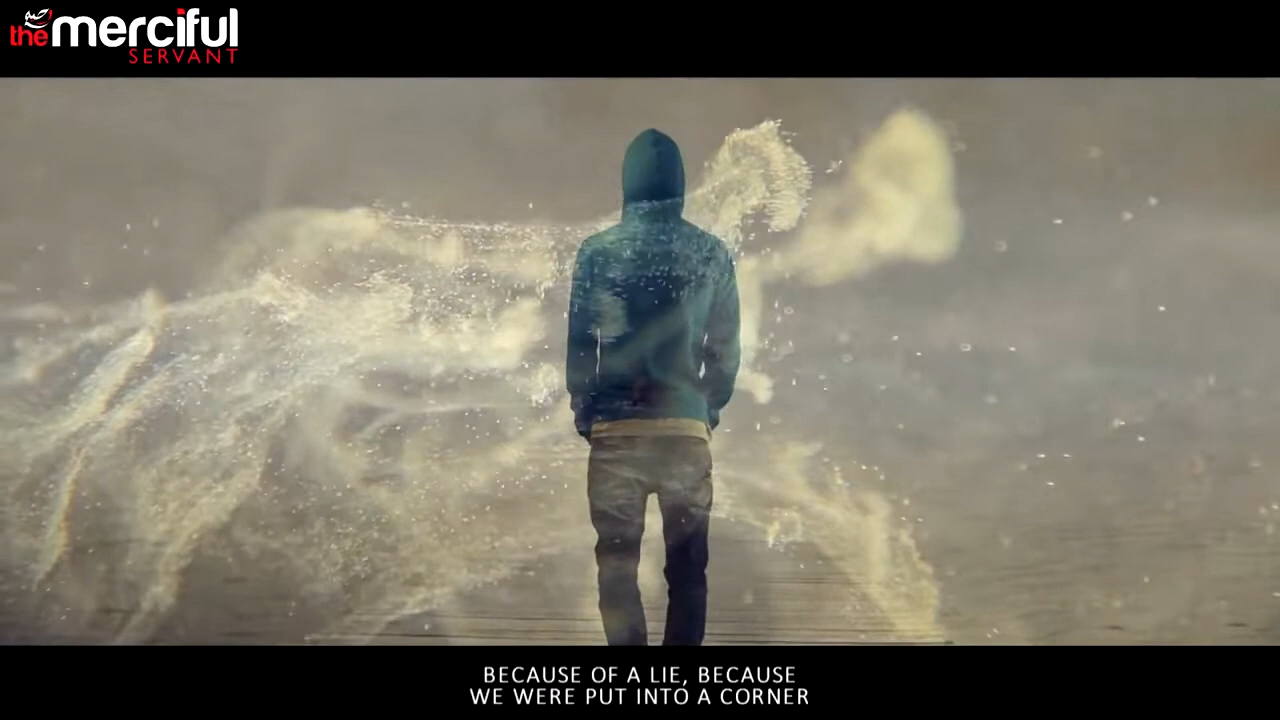 the merciful
SERVANT
BECAUSE OF A LIE, BECAUSE
WE WERE PUT INTO A CORNER